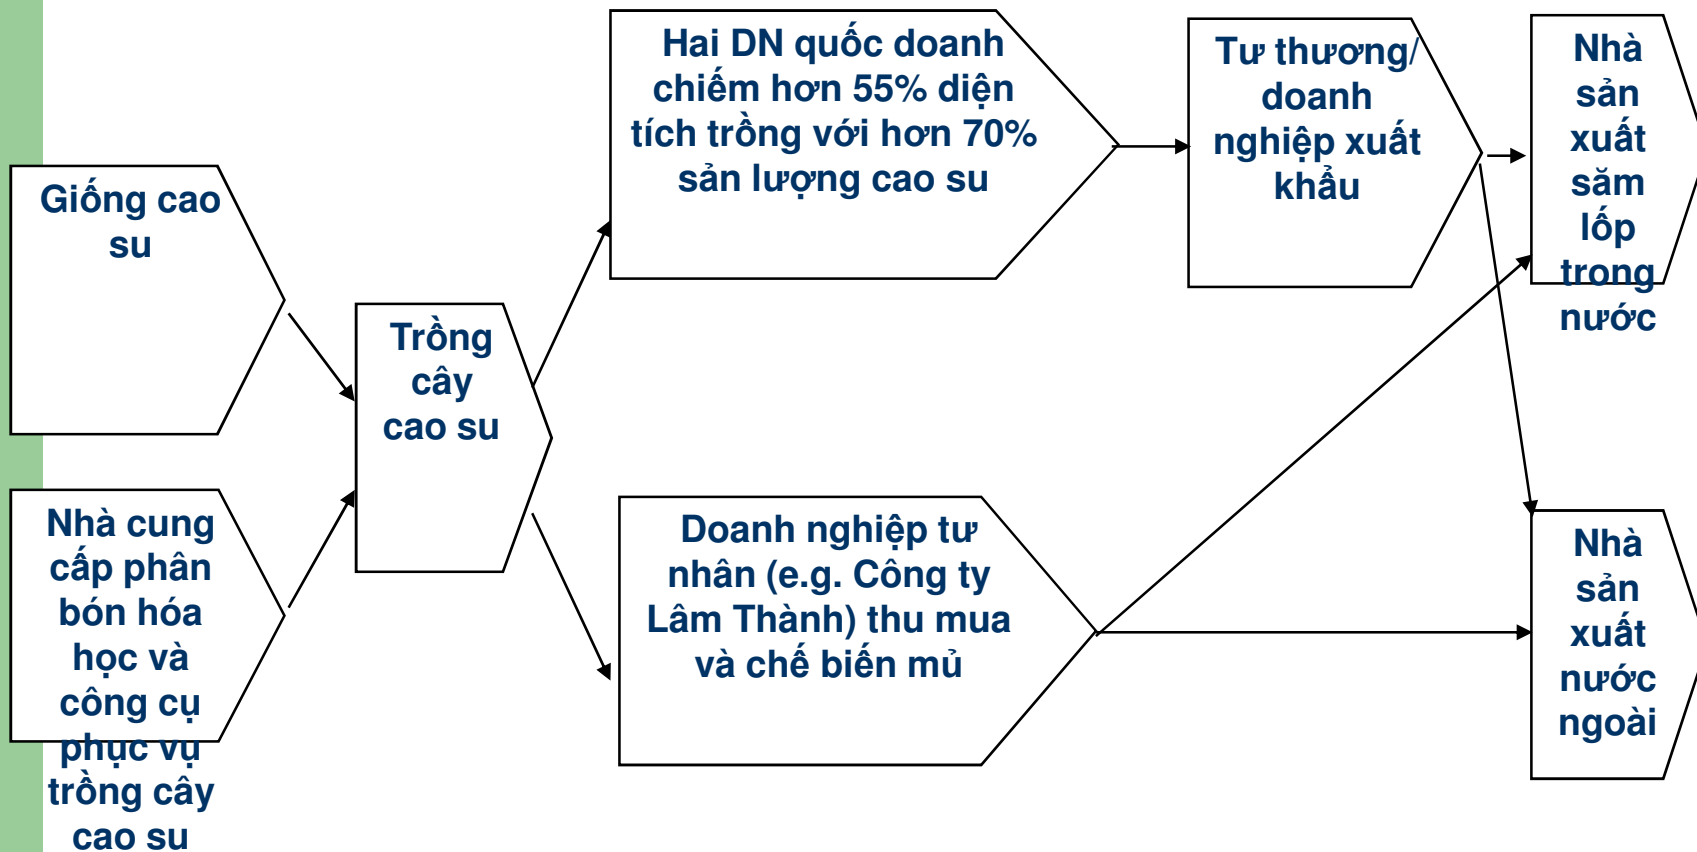 Giống cao
su
Nhà cung
cấp phân
bón hóa
học và
công cụ
phục vụ
trồng cây
cao su
Trồng
cây
cao su
Hai DN quốc doanh
chiếm hơn 55% diện
tích trồng với hơn 70%
sản lượng cao su
Doanh nghiệp tư
nhân (e.g. Công ty
Lâm Thành) thu mua
và chế biến mủ
Tư thương/
doanh
nghiệp xuất
khẩu
Nhà
sản
xuất
săm
lốp
trong
nước
Nhà
sản
xuất
nước
ngoài